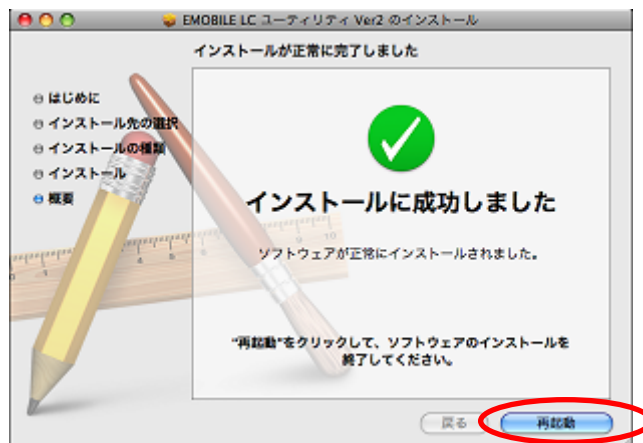 EMOBILE LC ユーティリティ Ver2 のインストール
インストールが正常に完了しました
はじめに
インストール先の選択
インストールの種類
インストール
概要
インストールに成功しました
ソフトウェアが正常にインストールされました。
"再起動"をクリックして、ソフトウェアのインストールを
終了してください。
戻る
再起動